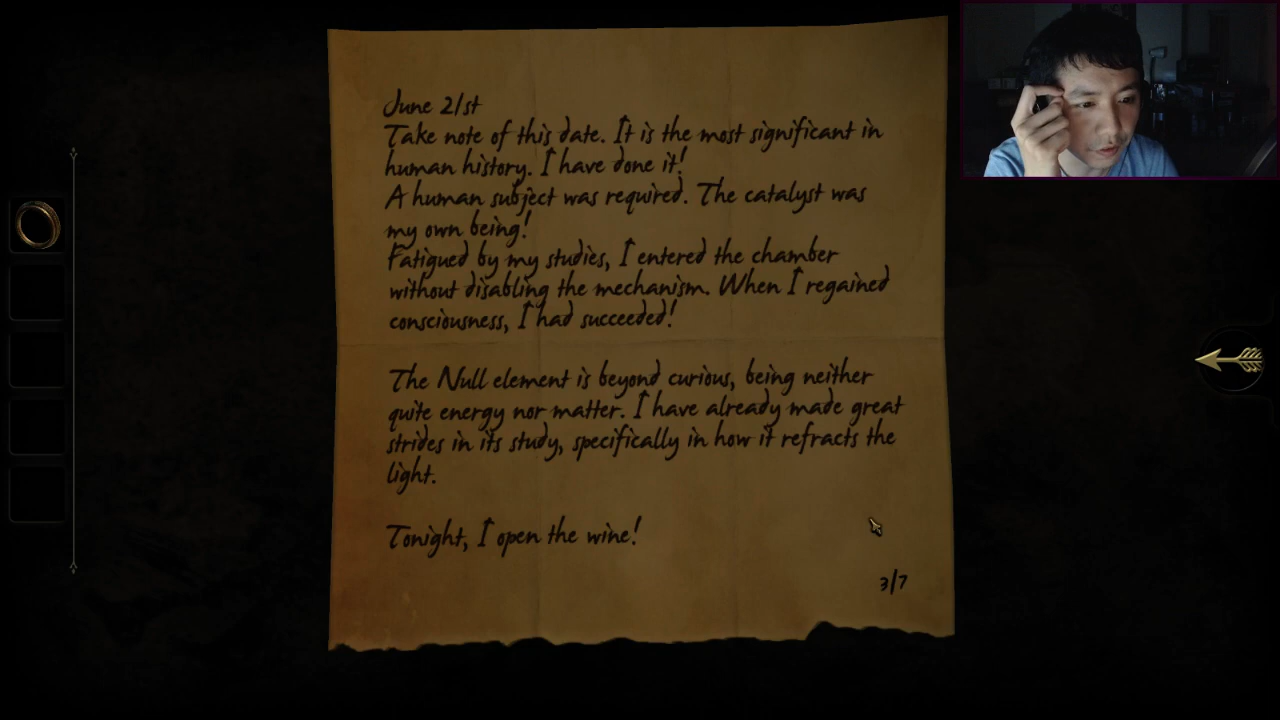 June 21st
Take note of this date. It is the most significant in
human history. I have done it!
A human subject was required. The catalyst was
my own being!
Fatigued by my studies, I entered the chamber
without disabling the mechanism. When I regained
consciousness, I had succeeded!
The Null element is beyond curious, being neither
quite energy nor matter. I have already made great
strides in its study, specifically in how it refracts the
light.
Tonight, I open the wine!
3/7